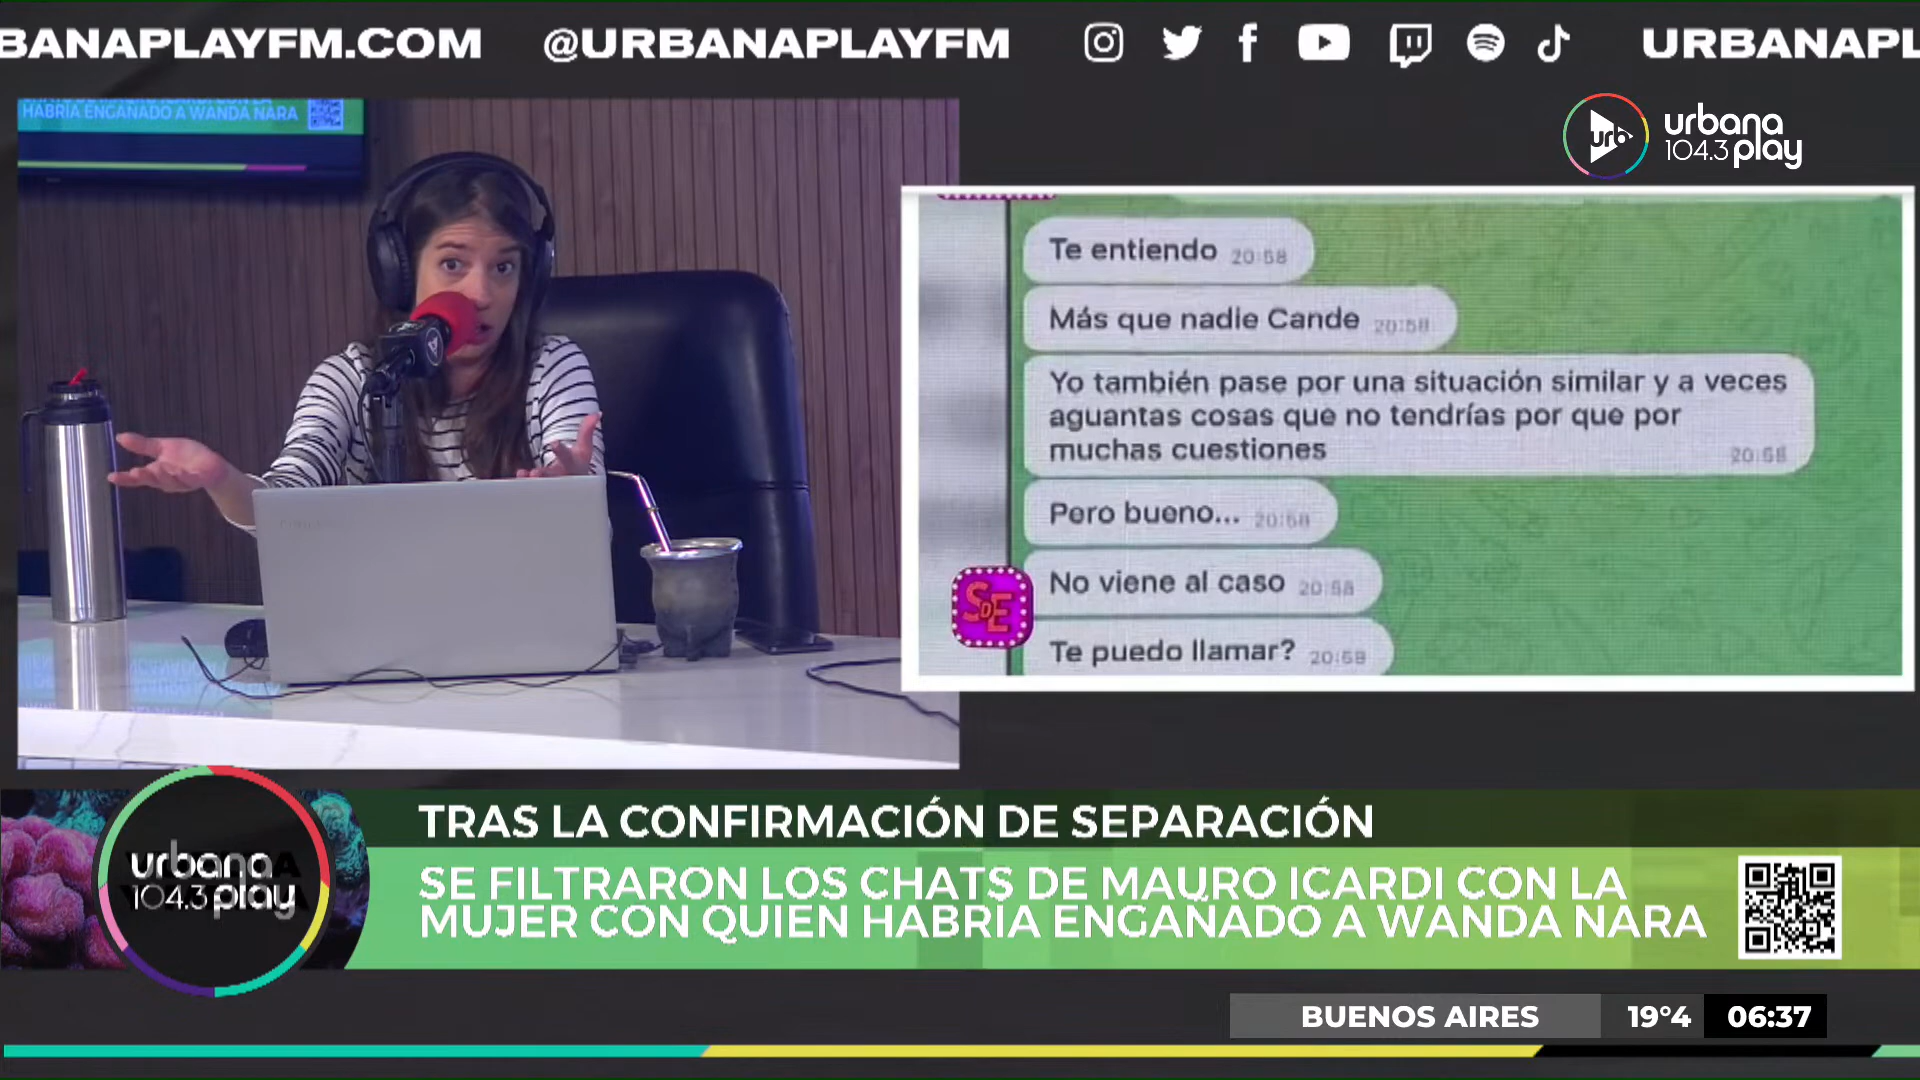 BANAPLAYFM.COM @URBANAPLAYFM URBANAPL
HABRÍA ENGAÑADO A WANDA NARA
urb
urbana
104.3 play
Te entiendo 20:58
Más que nadie Cande 20:58
Yo también pase por una situación similar y a veces
aguantas cosas que no tendrías por que por
muchas cuestiones 20:58
Pero bueno... 20:58
No viene al caso 20:58
SDE
Te puedo llamar? 20:58
urbana
104.3 play
TRAS LA CONFIRMACIÓN DE SEPARACIÓN
SE FILTRARON LOS CHATS DE MAURO ICARDI CON LA
MUJER CON QUIEN HABRÍA ENGAÑADO A WANDA NARA
BUENOS AIRES 19°4 06:37